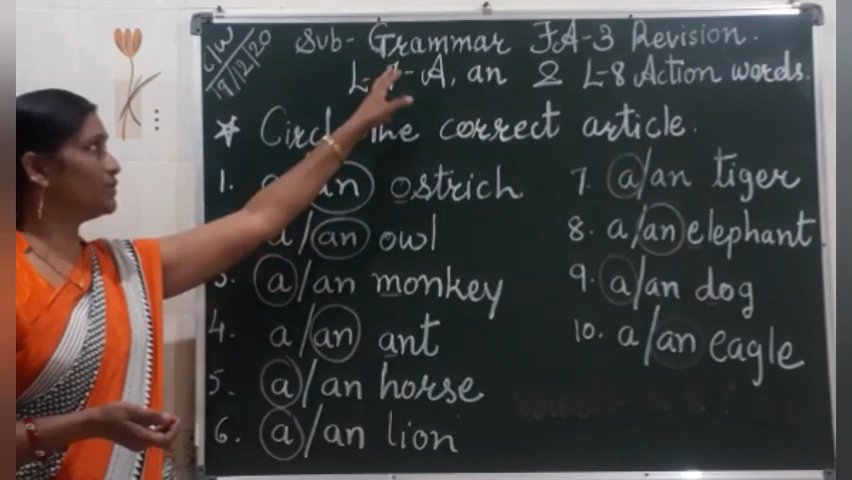 C/W
19/12/20
Sub- Grammar FA-3 Revision.
L-7-A, an & L-8 Action words.
* Circle the correct article.
1. a/an ostrich
a/an owl
3. a/an monkey
4. a/an ant
5. a/an horse
6. a/an lion
7. a/an tiger
8. a/an elephant
9. a/an dog
10. a/an eagle